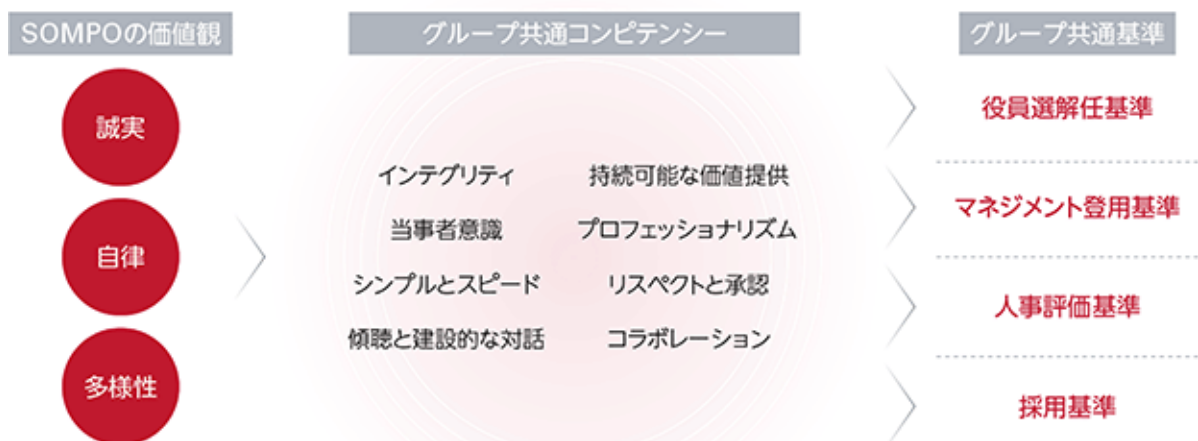 SOMPOの価値観
誠実
自律
多様性
グループ共通コンピテンシー
インテグリティ
持続可能な価値提供
当事者意識
プロフェッショナリズム
シンプルとスピード
リスペクトと承認
傾聴と建設的な対話
コラボレーション
グループ共通基準
役員選解任基準
マネジメント登用基準
人事評価基準
採用基準